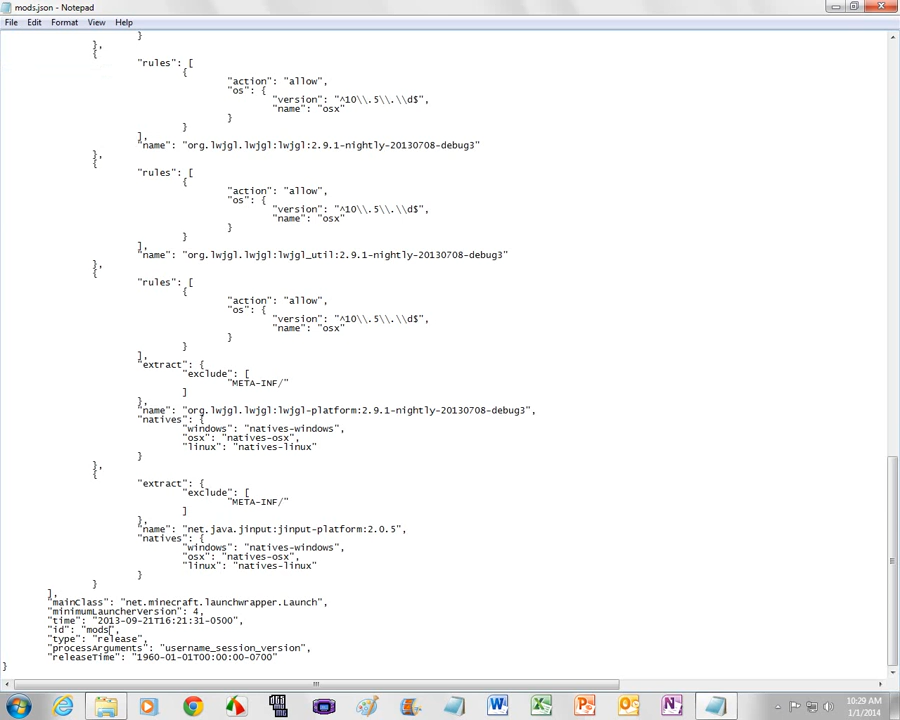 mods.json - Notepad
File Edit Format View Help
}
},
{
"rules": [
{
"action": "allow",
"os": {
"version": "^10\\.5\\.\\d$",
"name": "osx"
}
}
],
"name": "org.lwjgl.lwjgl:lwjgl:2.9.1-nightly-20130708-debug3"
},
{
"rules": [
{
"action": "allow",
"os": {
"version": "^10\\.5\\.\\d$",
"name": "osx"
}
}
],
"name": "org.lwjgl.lwjgl:lwjgl_util:2.9.1-nightly-20130708-debug3"
},
{
"rules": [
{
"action": "allow",
"os": {
"version": "^10\\.5\\.\\d$",
"name": "osx"
}
}
],
"extract": {
"exclude": [
"META-INF/"
]
},
"name": "org.lwjgl.lwjgl:lwjgl-platform:2.9.1-nightly-20130708-debug3",
"natives": {
"windows": "natives-windows",
"osx": "natives-osx",
"linux": "natives-linux"
}
},
{
"extract": {
"exclude": [
"META-INF/"
]
},
"name": "net.java.jinput:jinput-platform:2.0.5",
"natives": {
"windows": "natives-windows",
"osx": "natives-osx",
"linux": "natives-linux"
}
}
],
"mainClass": "net.minecraft.launchwrapper.Launch",
"minimumLauncherVersion": 4,
"time": "2013-09-21T16:21:31-0500",
"id": "mods",
"type": "release",
"processArguments": "username_session_version",
"releaseTime": "1960-01-01T00:00:00-0700"
}
10:29 AM
1/1/2014